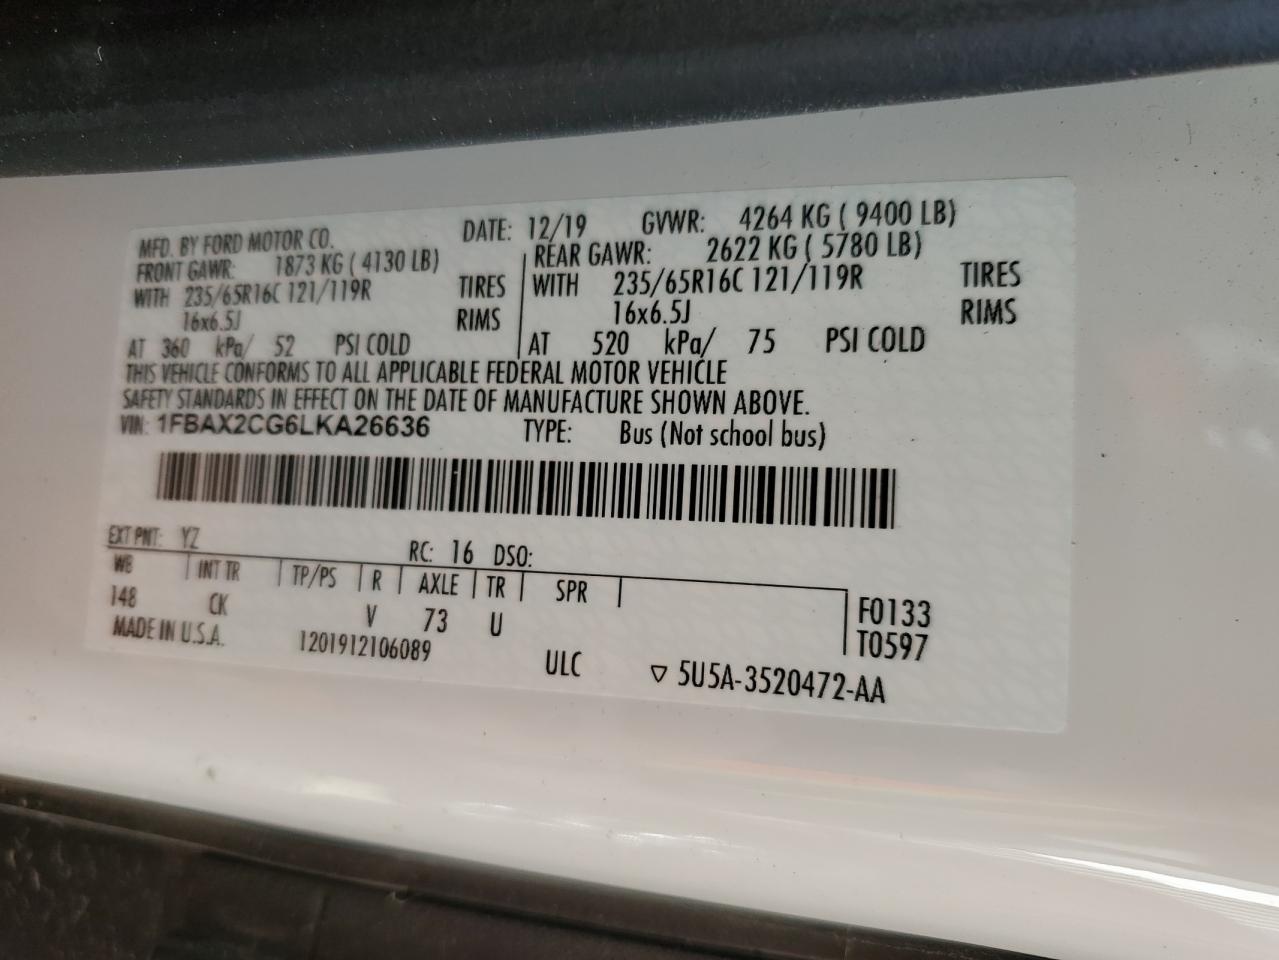 MFD. BY FORD MOTOR CO. DATE: 12/19 GVWR: 4264 KG ( 9400 LB)
FRONT GAWR: 1873 KG ( 4130 LB) REAR GAWR: 2622 KG ( 5780 LB)
WITH 235/65R16C 121/119R TIRES WITH 235/65R16C 121/119R TIRES
16x6.5J RIMS 16x6.5J RIMS
AT 360 kPa/ 52 PSI COLD AT 520 kPa/ 75 PSI COLD
THIS VEHICLE CONFORMS TO ALL APPLICABLE FEDERAL MOTOR VEHICLE
SAFETY STANDARDS IN EFFECT ON THE DATE OF MANUFACTURE SHOWN ABOVE.
VIN: 1FBAX2CG6LKA26636 TYPE: Bus (Not school bus)
EXT PNT: YZ RC: 16 DSO:
WB INT TR TP/PS R AXLE TR SPR
148 CK V 73 U F0133
T0597
MADE IN U.S.A. 1201912106089 ULC ▽ 5U5A-3520472-AA